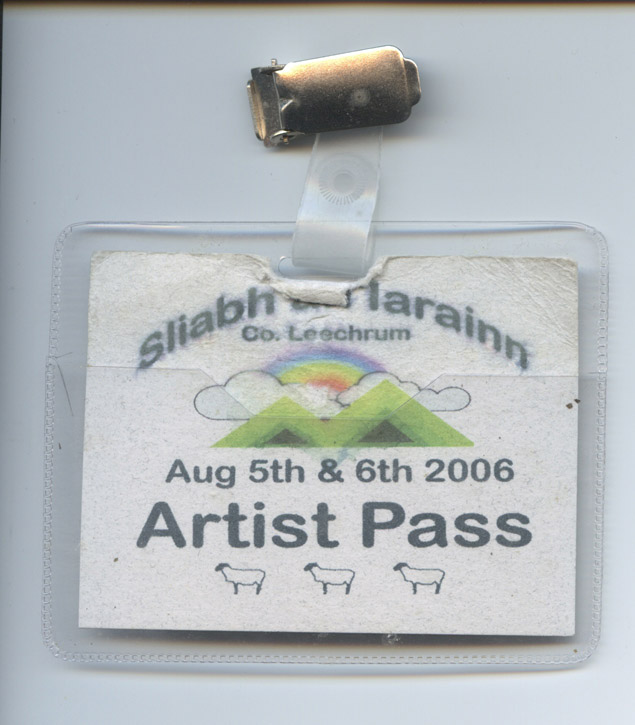 Sliabh Iarainn
Co. Leechrum
Aug 5th & 6th 2006
Artist Pass